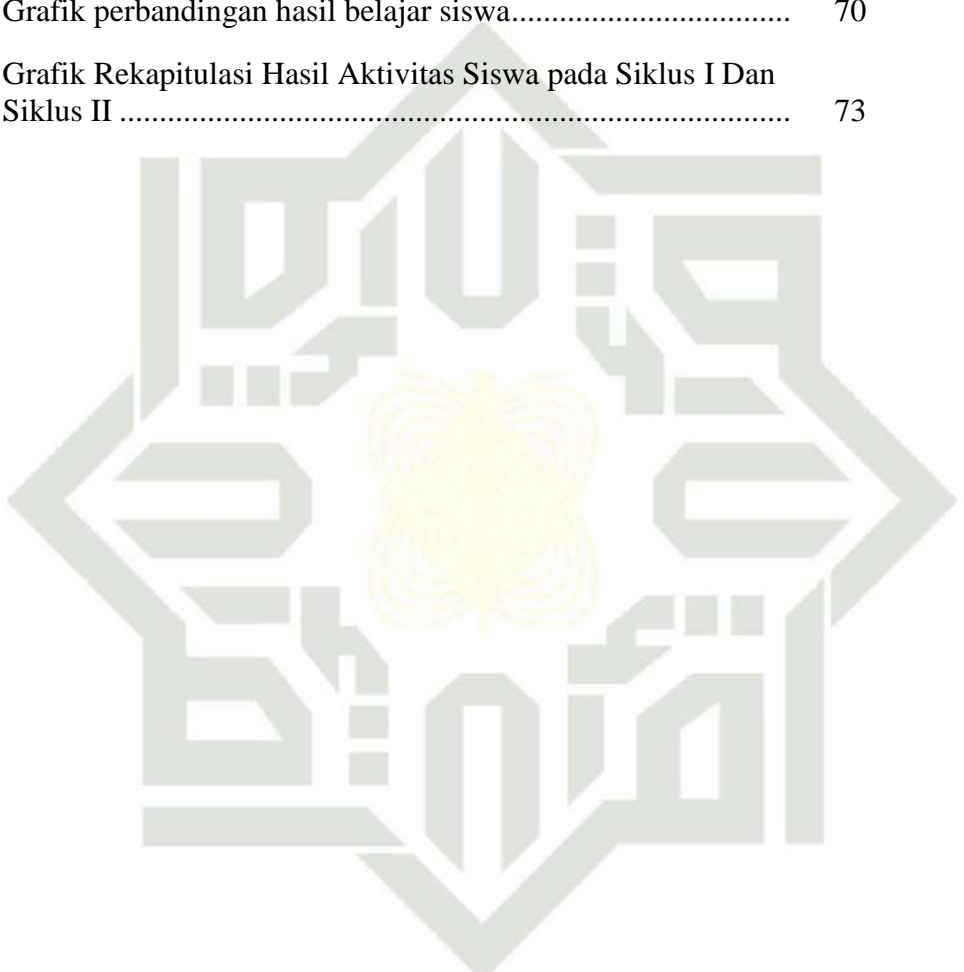 Grafik perbandingan hasil belajar siswa................................... 70
Grafik Rekapitulasi Hasil Aktivitas Siswa pada Siklus I Dan
Siklus II .................................................................................... 73